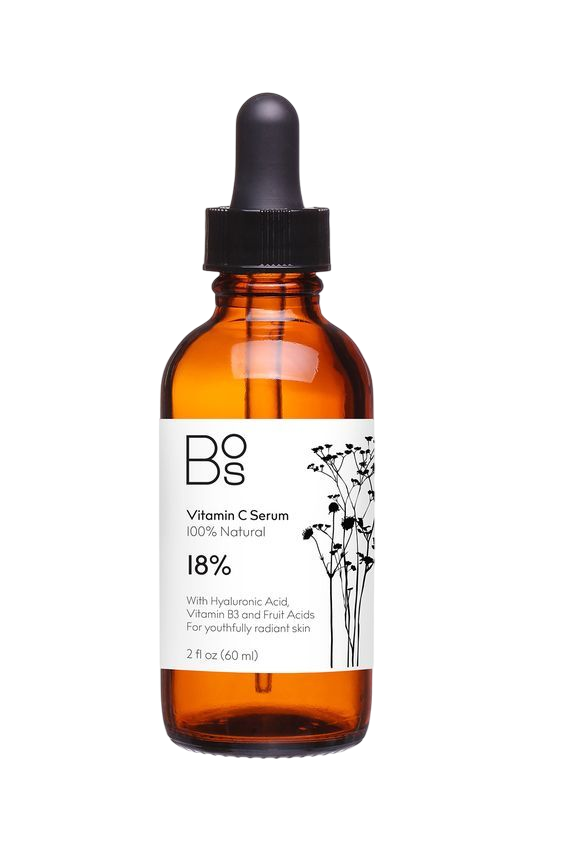 Bos
Vitamin C Serum
100% Natural
18%
With Hyaluronic Acid,
Vitamin B3 and Fruit Acids
For youthfully radiant skin
2 fl oz (60 ml)